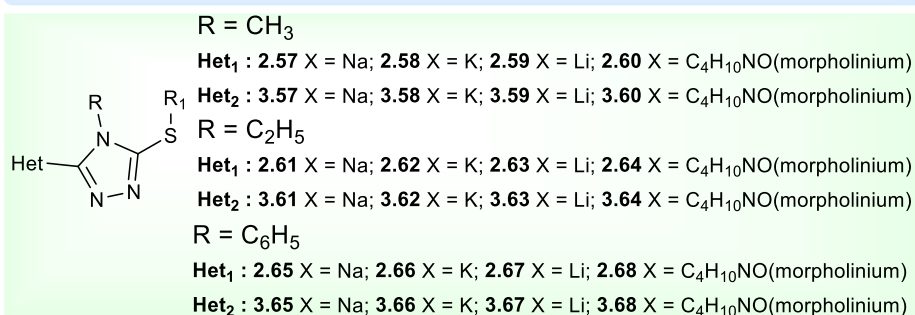 R = CH₃
Het₁ : 2.57 X = Na; 2.58 X = K; 2.59 X = Li; 2.60 X = C₄H₁₀NO(morpholinium)
Het₂ : 3.57 X = Na; 3.58 X = K; 3.59 X = Li; 3.60 X = C₄H₁₀NO(morpholinium)
R = C₂H₅
Het₁ : 2.61 X = Na; 2.62 X = K; 2.63 X = Li; 2.64 X = C₄H₁₀NO(morpholinium)
Het₂ : 3.61 X = Na; 3.62 X = K; 3.63 X = Li; 3.64 X = C₄H₁₀NO(morpholinium)
R = C₆H₅
Het₁ : 2.65 X = Na; 2.66 X = K; 2.67 X = Li; 2.68 X = C₄H₁₀NO(morpholinium)
Het₂ : 3.65 X = Na; 3.66 X = K; 3.67 X = Li; 3.68 X = C₄H₁₀NO(morpholinium)
R R₁
N S
Het
N N